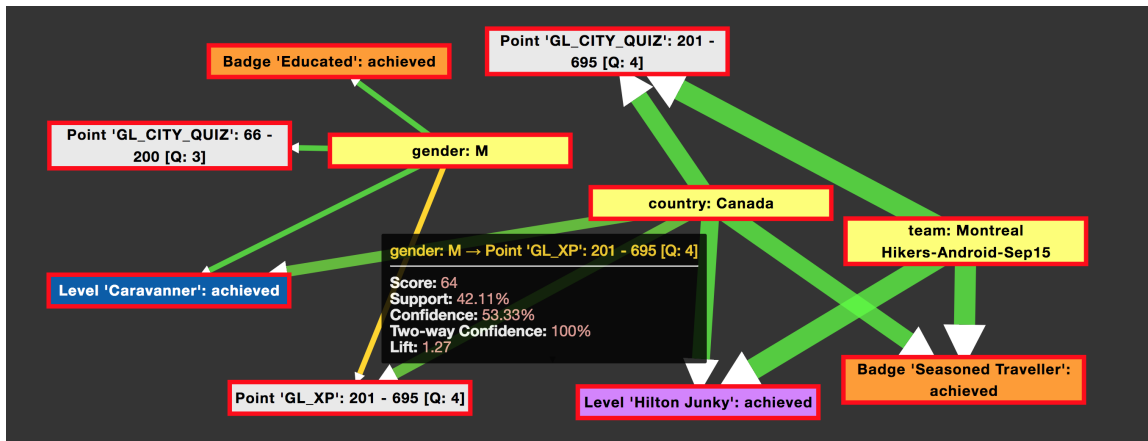 Point 'GL_CITY_QUIZ': 201 -
695 [Q: 4]
Badge 'Educated': achieved
Point 'GL_CITY_QUIZ': 66 -
200 [Q: 3]
gender: M
country: Canada
team: Montreal
Hikers-Android-Sep15
gender: M → Point 'GL_XP': 201 - 695 [Q: 4]
Score: 64
Support: 42.11%
Confidence: 53.33%
Two-way Confidence: 100%
Lift: 1.27
Level 'Caravanner': achieved
Point 'GL_XP': 201 - 695 [Q: 4]
Level 'Hilton Junky': achieved
Badge 'Seasoned Traveller':
achieved